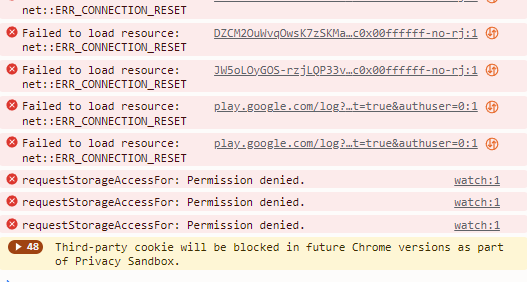 net::ERR_CONNECTION_RESET
Failed to load resource: DZCM2OuWvqOwsK7zSKMa…c0x00ffffff-no-rj:1
net::ERR_CONNECTION_RESET
Failed to load resource: JW5oLOyGOS-rzjLQP33v…c0x00ffffff-no-rj:1
net::ERR_CONNECTION_RESET
Failed to load resource: play.google.com/log?…t=true&authuser=0:1
net::ERR_CONNECTION_RESET
Failed to load resource: play.google.com/log?…t=true&authuser=0:1
net::ERR_CONNECTION_RESET
requestStorageAccessFor: Permission denied. watch:1
requestStorageAccessFor: Permission denied. watch:1
requestStorageAccessFor: Permission denied. watch:1
48 Third-party cookie will be blocked in future Chrome versions as part
of Privacy Sandbox.